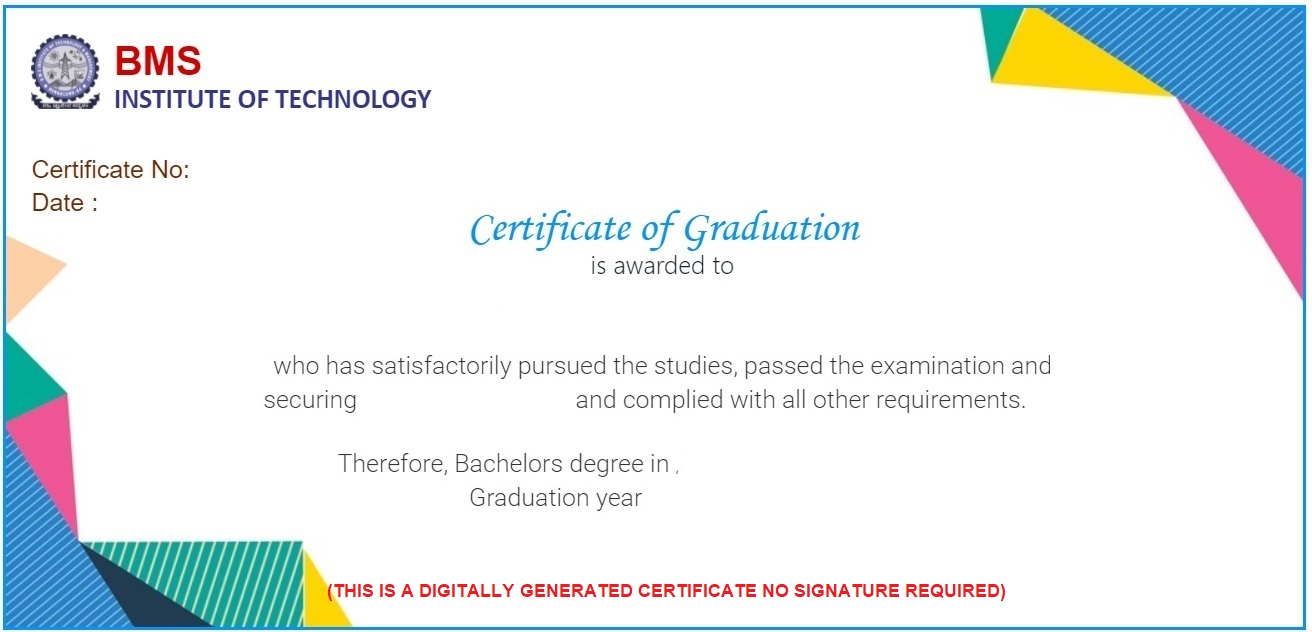 BMS
INSTITUTE OF TECHNOLOGY
Certificate No:
Date :
Certificate of Graduation
is awarded to
who has satisfactorily pursued the studies, passed the examination and
securing and complied with all other requirements.
Therefore, Bachelors degree in ,
Graduation year
(THIS IS A DIGITALLY GENERATED CERTIFICATE NO SIGNATURE REQUIRED)